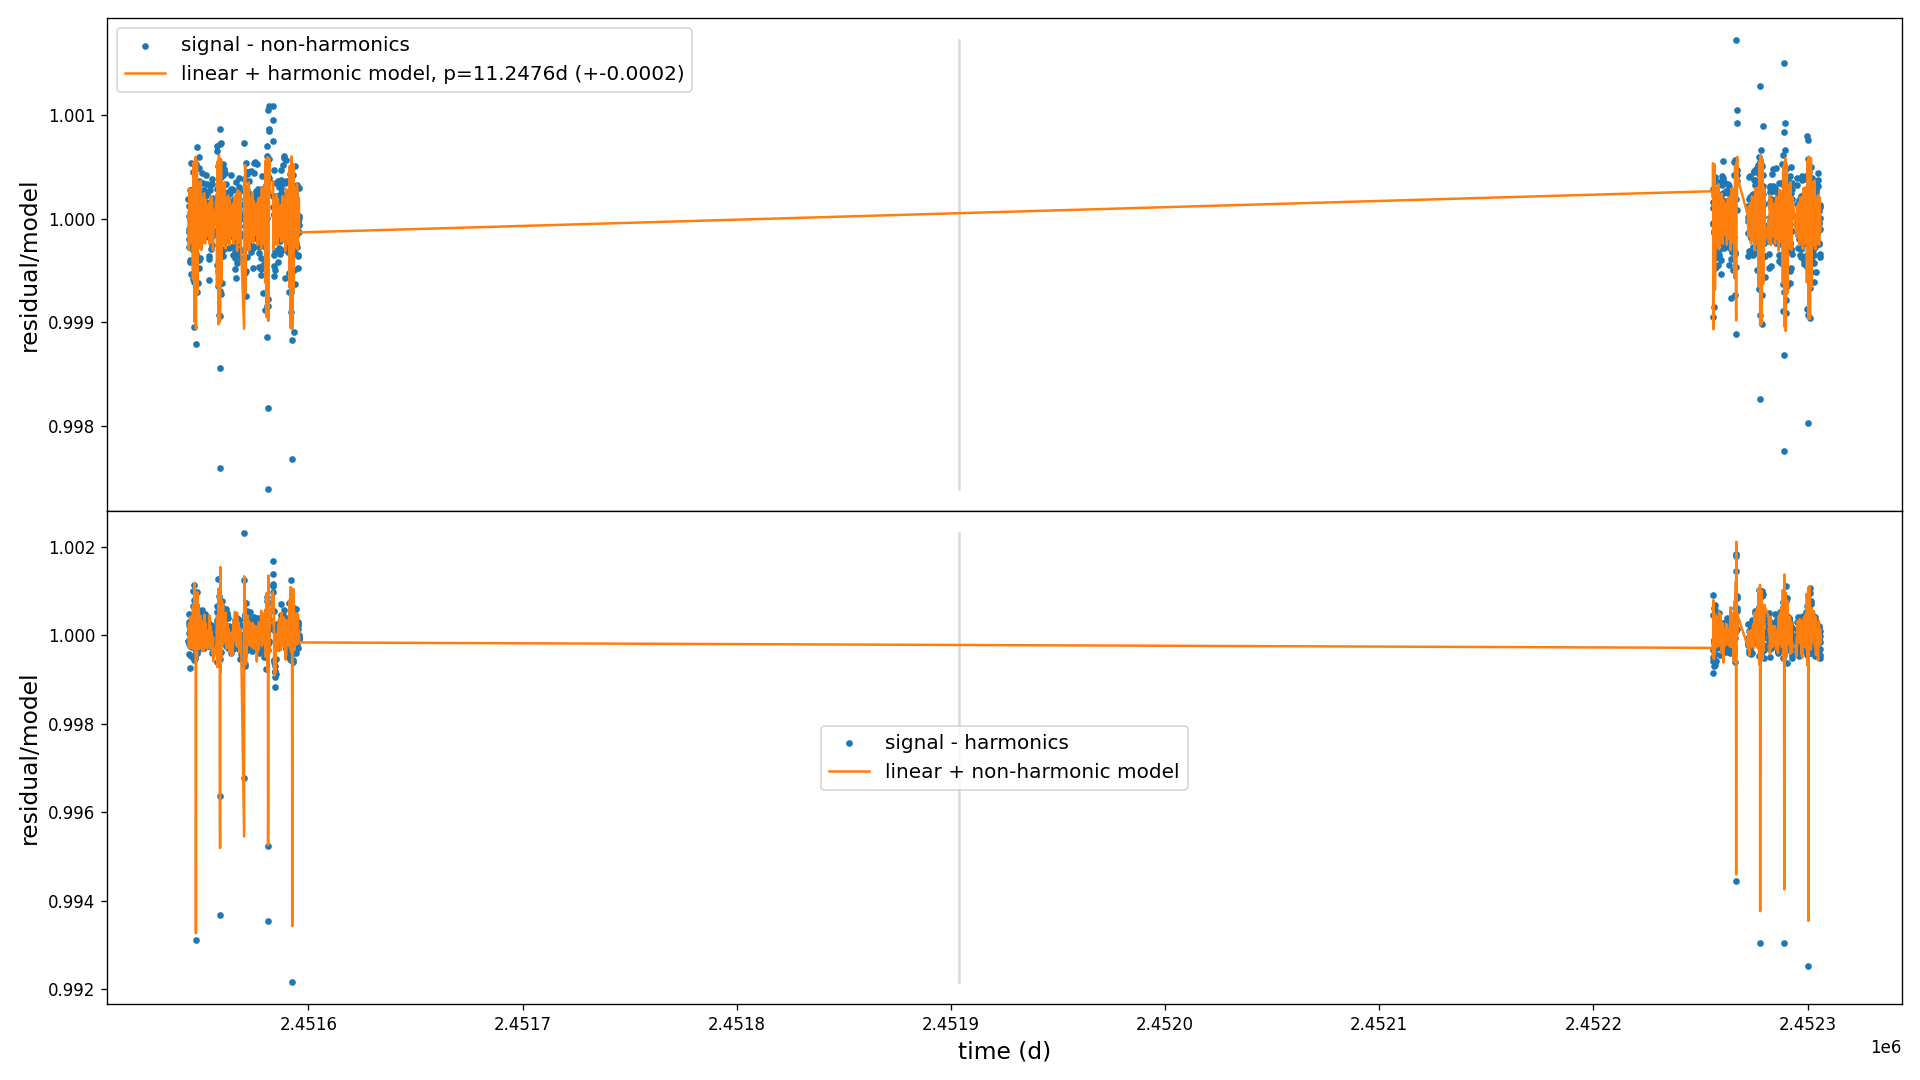 signal - non-harmonics
linear + harmonic model, p=11.2476d (+-0.0002)
1.001
1.000
0.999
0.998
residual/model
1.002
1.000
0.998
0.996
0.994
0.992
residual/model
signal - harmonics
linear + non-harmonic model
2.4516
2.4517
2.4518
2.4519
2.4520
2.4521
2.4522
2.4523
1e6
time (d)